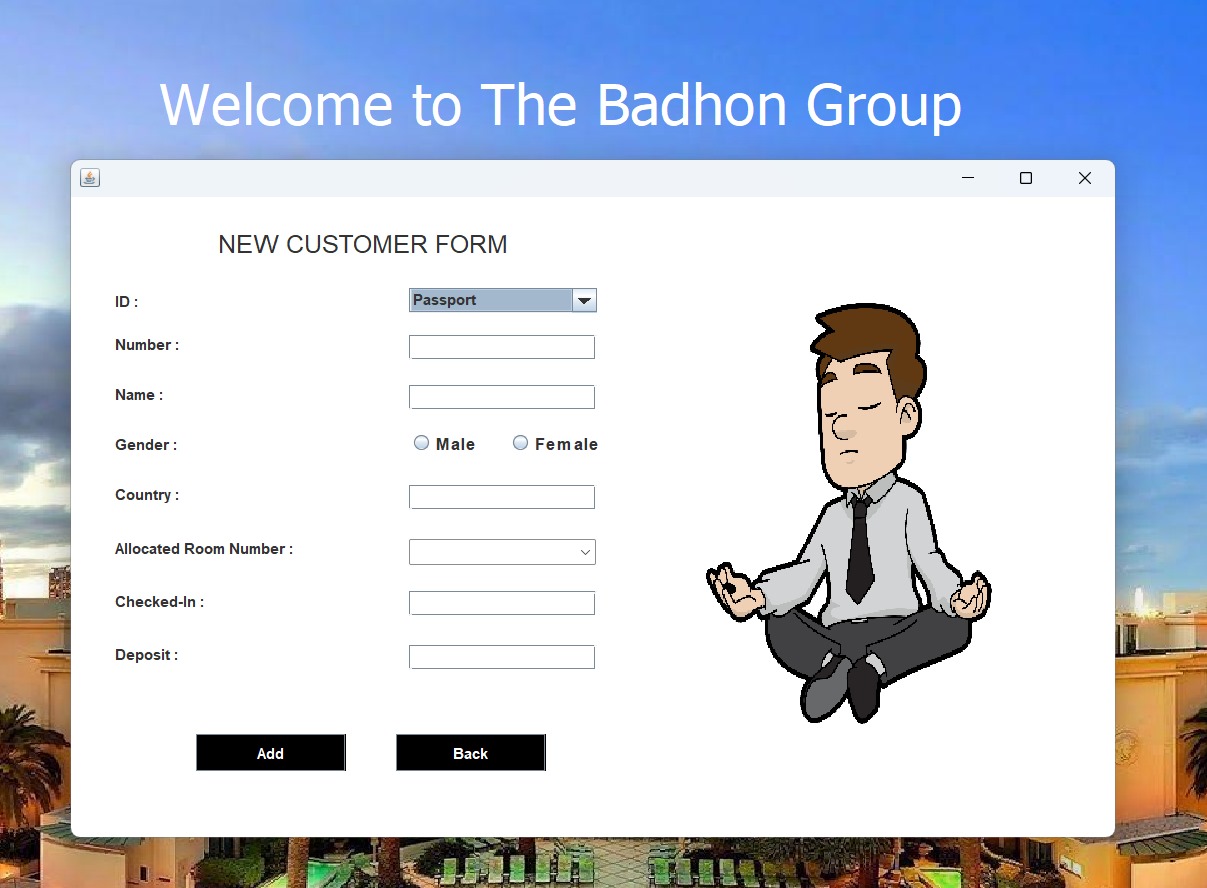 Welcome to The Badhon Group
NEW CUSTOMER FORM
ID : Passport
Number :
Name :
Gender : Male Female
Country :
Allocated Room Number :
Checked-In :
Deposit :
Add Back